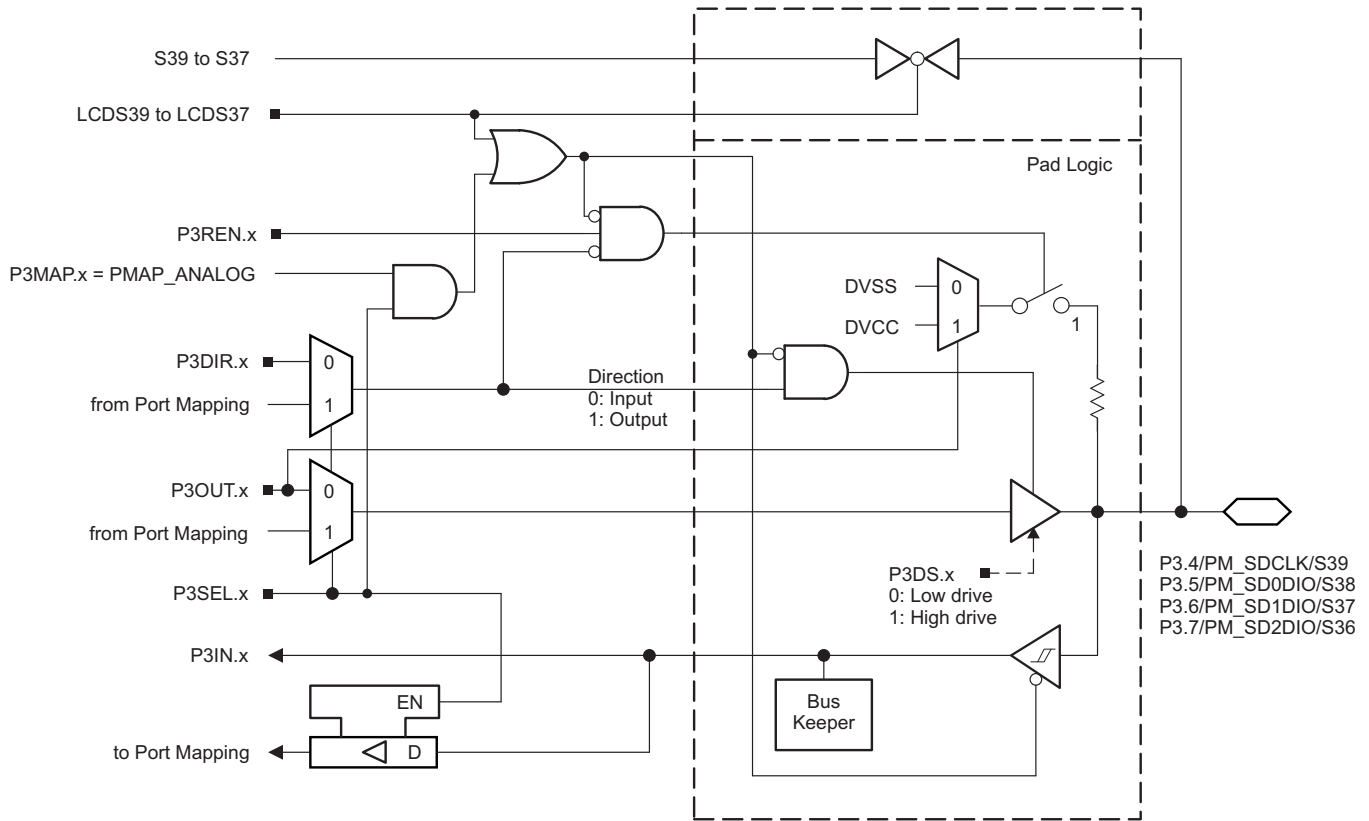 S39 to S37
LCDS39 to LCDS37
Pad Logic
P3REN.x
P3MAP.x = PMAP_ANALOG
DVSS
0
DVCC
1
1
P3DIR.x
0
from Port Mapping
1
Direction
0: Input
1: Output
P3OUT.x
0
from Port Mapping
1
P3DS.x
0: Low drive
1: High drive
P3.4/PM_SDCLK/S39
P3.5/PM_SD0DIO/S38
P3.6/PM_SD1DIO/S37
P3.7/PM_SD2DIO/S36
P3SEL.x
P3IN.x
EN
Bus
Keeper
to Port Mapping
D